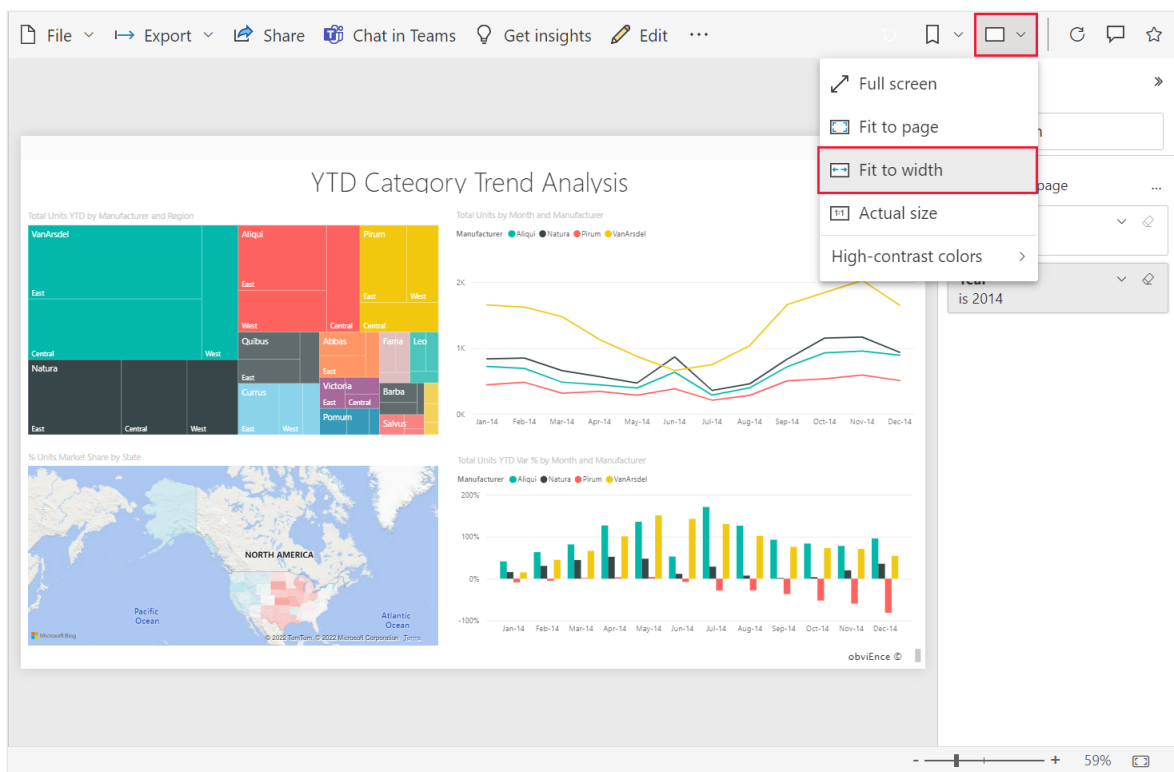 File Export Share Chat in Teams Get insights Edit ...
Full screen
Fit to page
Fit to width
Actual size
High-contrast colors
page ...
is 2014
YTD Category Trend Analysis
Total Units YTD by Manufacturer and Region
VanArsdel
East
Central
West
Natura
East
Central
West
Aliqui
East
West
Central
Pirum
East
West
Central
Quibus
East
Currus
East
West
Abbas
East
Victoria
East
Central
Pomum
Fama
Leo
Barba
Salvus
Total Units by Month and Manufacturer
Manufacturer Aliqui Natura Pirum VanArsdel
2K
1K
0K
Jan-14 Feb-14 Mar-14 Apr-14 May-14 Jun-14 Jul-14 Aug-14 Sep-14 Oct-14 Nov-14 Dec-14
% Units Market Share by State
NORTH AMERICA
Pacific
Ocean
Atlantic
Ocean
Microsoft Bing
© 2022 TomTom, © 2022 Microsoft Corporation Terms
Total Units YTD Var % by Month and Manufacturer
Manufacturer Aliqui Natura Pirum VanArsdel
200%
100%
0%
-100%
Jan-14 Feb-14 Mar-14 Apr-14 May-14 Jun-14 Jul-14 Aug-14 Sep-14 Oct-14 Nov-14 Dec-14
obviEnce ©
- + 59%